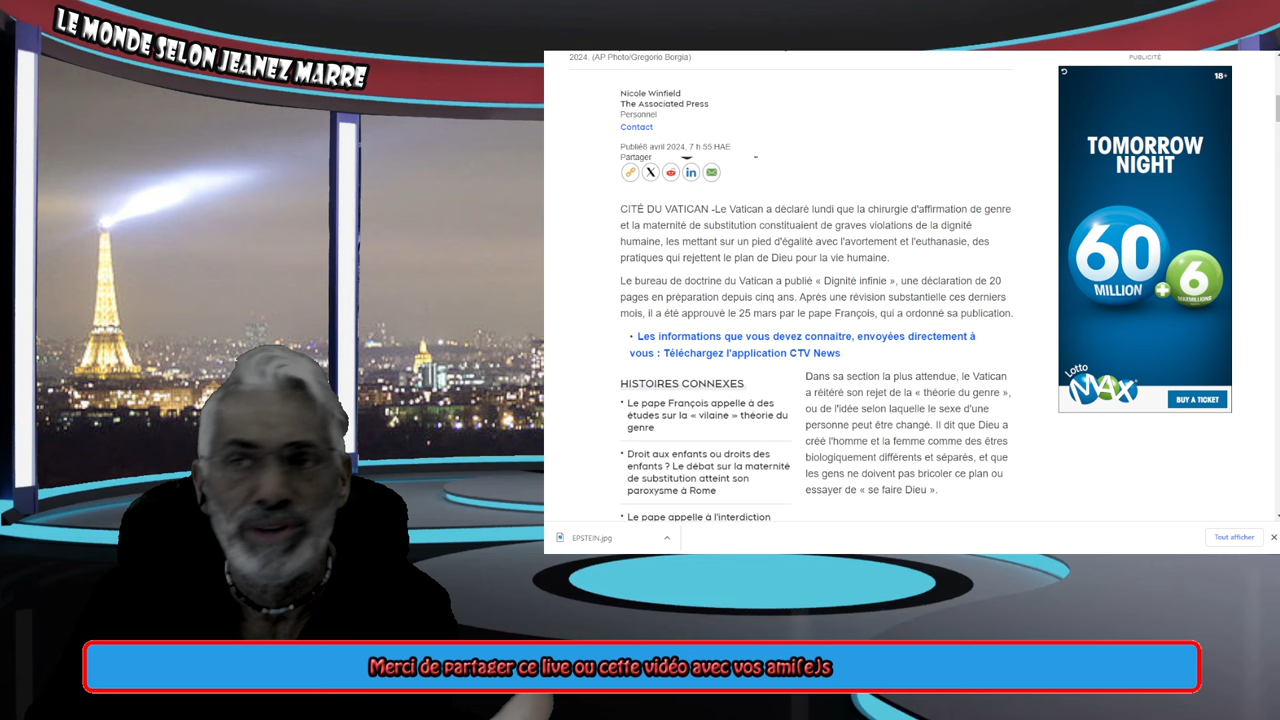 LE MONDE SELON JEANEZ MARRE
2024. (AP Photo/Gregorio Borgia)
Nicole Winfield
The Associated Press
Personnel
Contact
Publié8 avril 2024, 7 h 55 HAE
Partager
CITÉ DU VATICAN -Le Vatican a déclaré lundi que la chirurgie d'affirmation de genre
et la maternité de substitution constituaient de graves violations de la dignité
humaine, les mettant sur un pied d'égalité avec l'avortement et l'euthanasie, des
pratiques qui rejettent le plan de Dieu pour la vie humaine.
Le bureau de doctrine du Vatican a publié « Dignité infinie », une déclaration de 20
pages en préparation depuis cinq ans. Après une révision substantielle ces derniers
mois, il a été approuvé le 25 mars par le pape François, qui a ordonné sa publication.
• Les informations que vous devez connaitre, envoyées directement à
vous : Téléchargez l'application CTV News
HISTOIRES CONNEXES
• Le pape François appelle à des
études sur la « vilaine » théorie du
genre
• Droit aux enfants ou droits des
enfants ? Le débat sur la maternité
de substitution atteint son
paroxysme à Rome
• Le pape appelle à l'interdiction
Dans sa section la plus attendue, le Vatican
a réitéré son rejet de la « théorie du genre »,
ou de l'idée selon laquelle le sexe d'une
personne peut être changé. Il dit que Dieu a
créé l'homme et la femme comme des êtres
biologiquement différents et séparés, et que
les gens ne doivent pas bricoler ce plan ou
essayer de « se faire Dieu ».
PUBLICITÉ
18+
TOMORROW
NIGHT
60
MILLION
+
6
MAXMILLIONS
Lotto
MAX
BUY A TICKET
EPSTEIN.jpg
Tout afficher
Merci de partager ce live ou cette vidéo avec vos ami(e)s